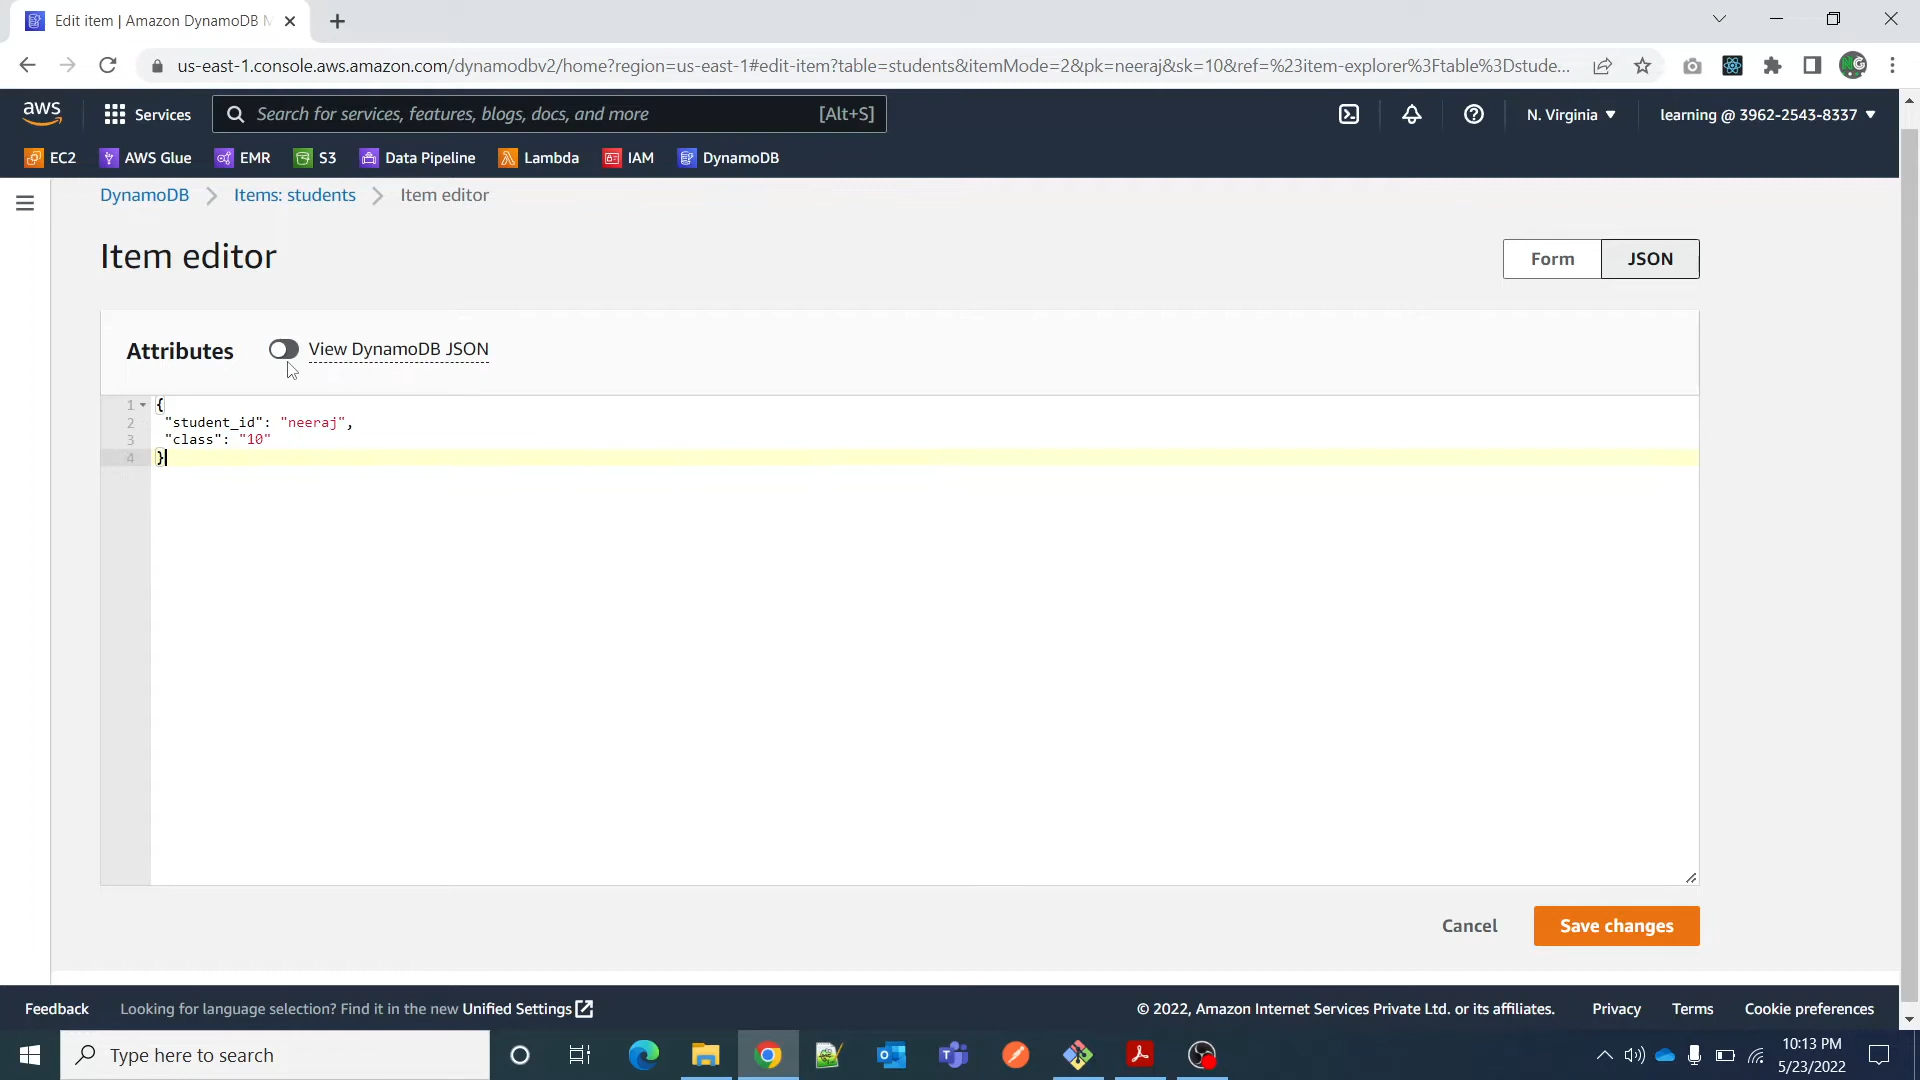 Edit item | Amazon DynamoDB M
us-east-1.console.aws.amazon.com/dynamodbv2/home?region=us-east-1#edit-item?table=students&itemMode=2&pk=neeraj&sk=10&ref=%23item-explorer%3Ftable%3Dstude...
aws Services Search for services, features, blogs, docs, and more [Alt+S] N. Virginia learning @ 3962-2543-8337
EC2 AWS Glue EMR S3 Data Pipeline Lambda IAM DynamoDB
DynamoDB Items: students Item editor
Item editor Form JSON
Attributes View DynamoDB JSON
1 {
2 "student_id": "neeraj",
3 "class": "10"
4 }
Cancel Save changes
Feedback Looking for language selection? Find it in the new Unified Settings © 2022, Amazon Internet Services Private Ltd. or its affiliates. Privacy Terms Cookie preferences
Type here to search 10:13 PM
5/23/2022